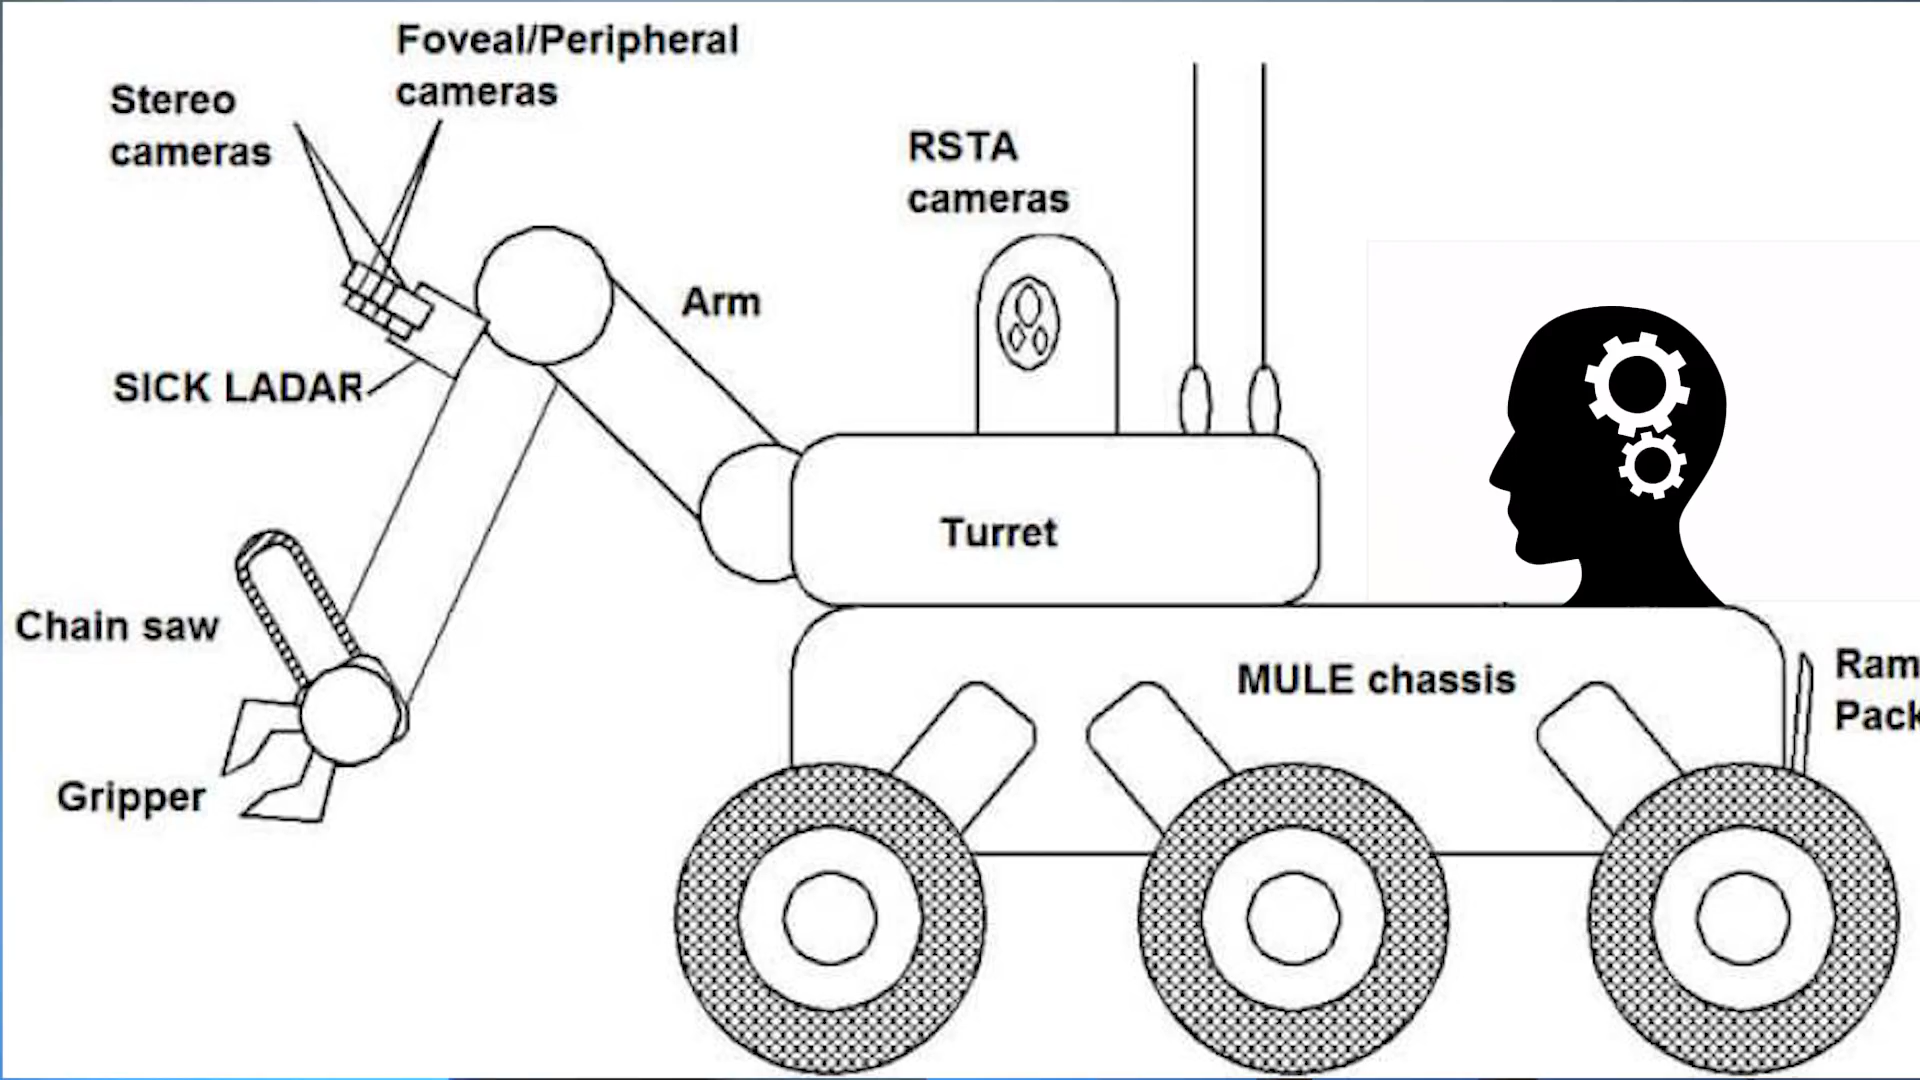 Foveal/Peripheral
cameras
Stereo
cameras
RSTA
cameras
Arm
SICK LADAR
Turret
Chain saw
MULE chassis
Gripper